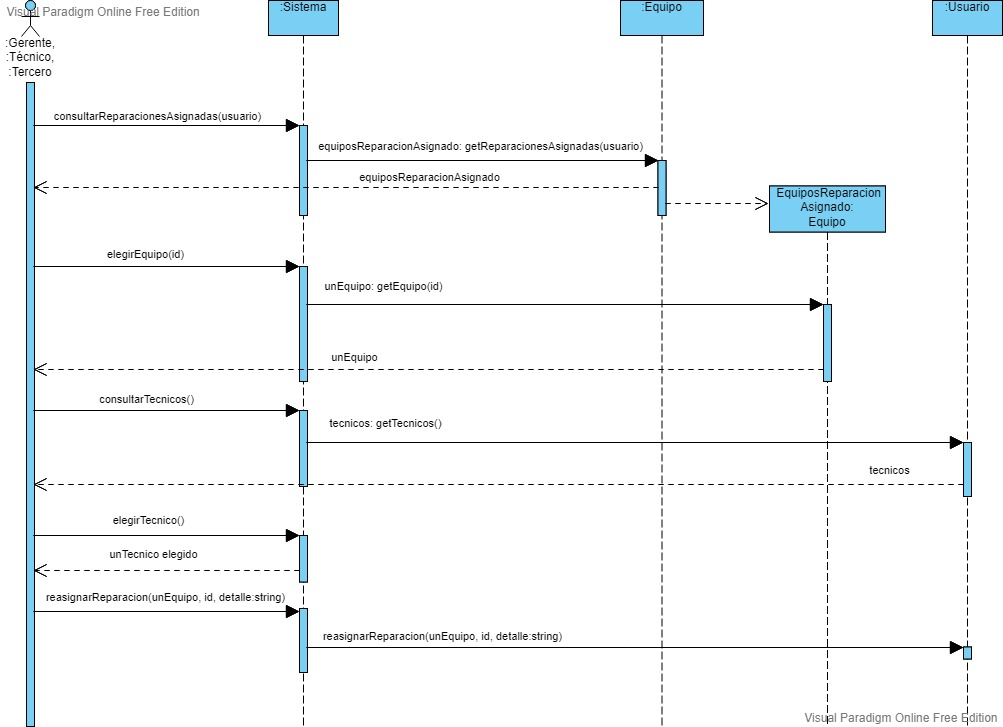 Visual Paradigm Online Free Edition
:Sistema
:Equipo
:Usuario
:Gerente,
:Técnico,
:Tercero
consultarReparacionesAsignadas(usuario)
equiposReparacionAsignado: getReparacionesAsignadas(usuario)
equiposReparacionAsignado
EquiposReparacion
Asignado:
Equipo
elegirEquipo(id)
unEquipo: getEquipo(id)
unEquipo
consultarTecnicos()
tecnicos: getTecnicos()
tecnicos
elegirTecnico()
unTecnico elegido
reasignarReparacion(unEquipo, id, detalle:string)
reasignarReparacion(unEquipo, id, detalle:string)
Visual Paradigm Online Free Edition